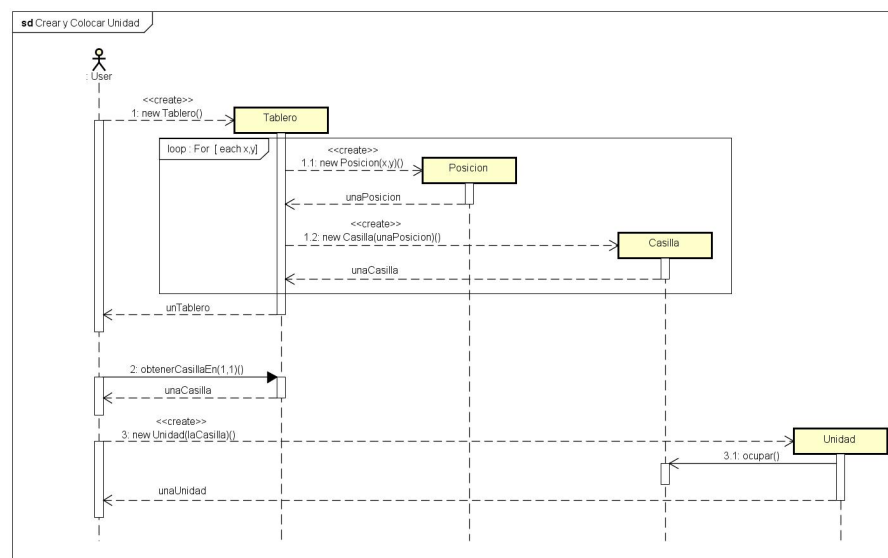 sd Crear y Colocar Unidad
: User
<<create>>
1: new Tablero()
Tablero
loop : For [ each x,y]
<<create>>
1.1: new Posicion(x,y)()
Posicion
unaPosicion
<<create>>
1.2: new Casilla(unaPosicion)()
Casilla
unaCasilla
unTablero
2: obtenerCasillaEn(1,1)()
unaCasilla
<<create>>
3: new Unidad(laCasilla)()
Unidad
3.1: ocupar()
unaUnidad